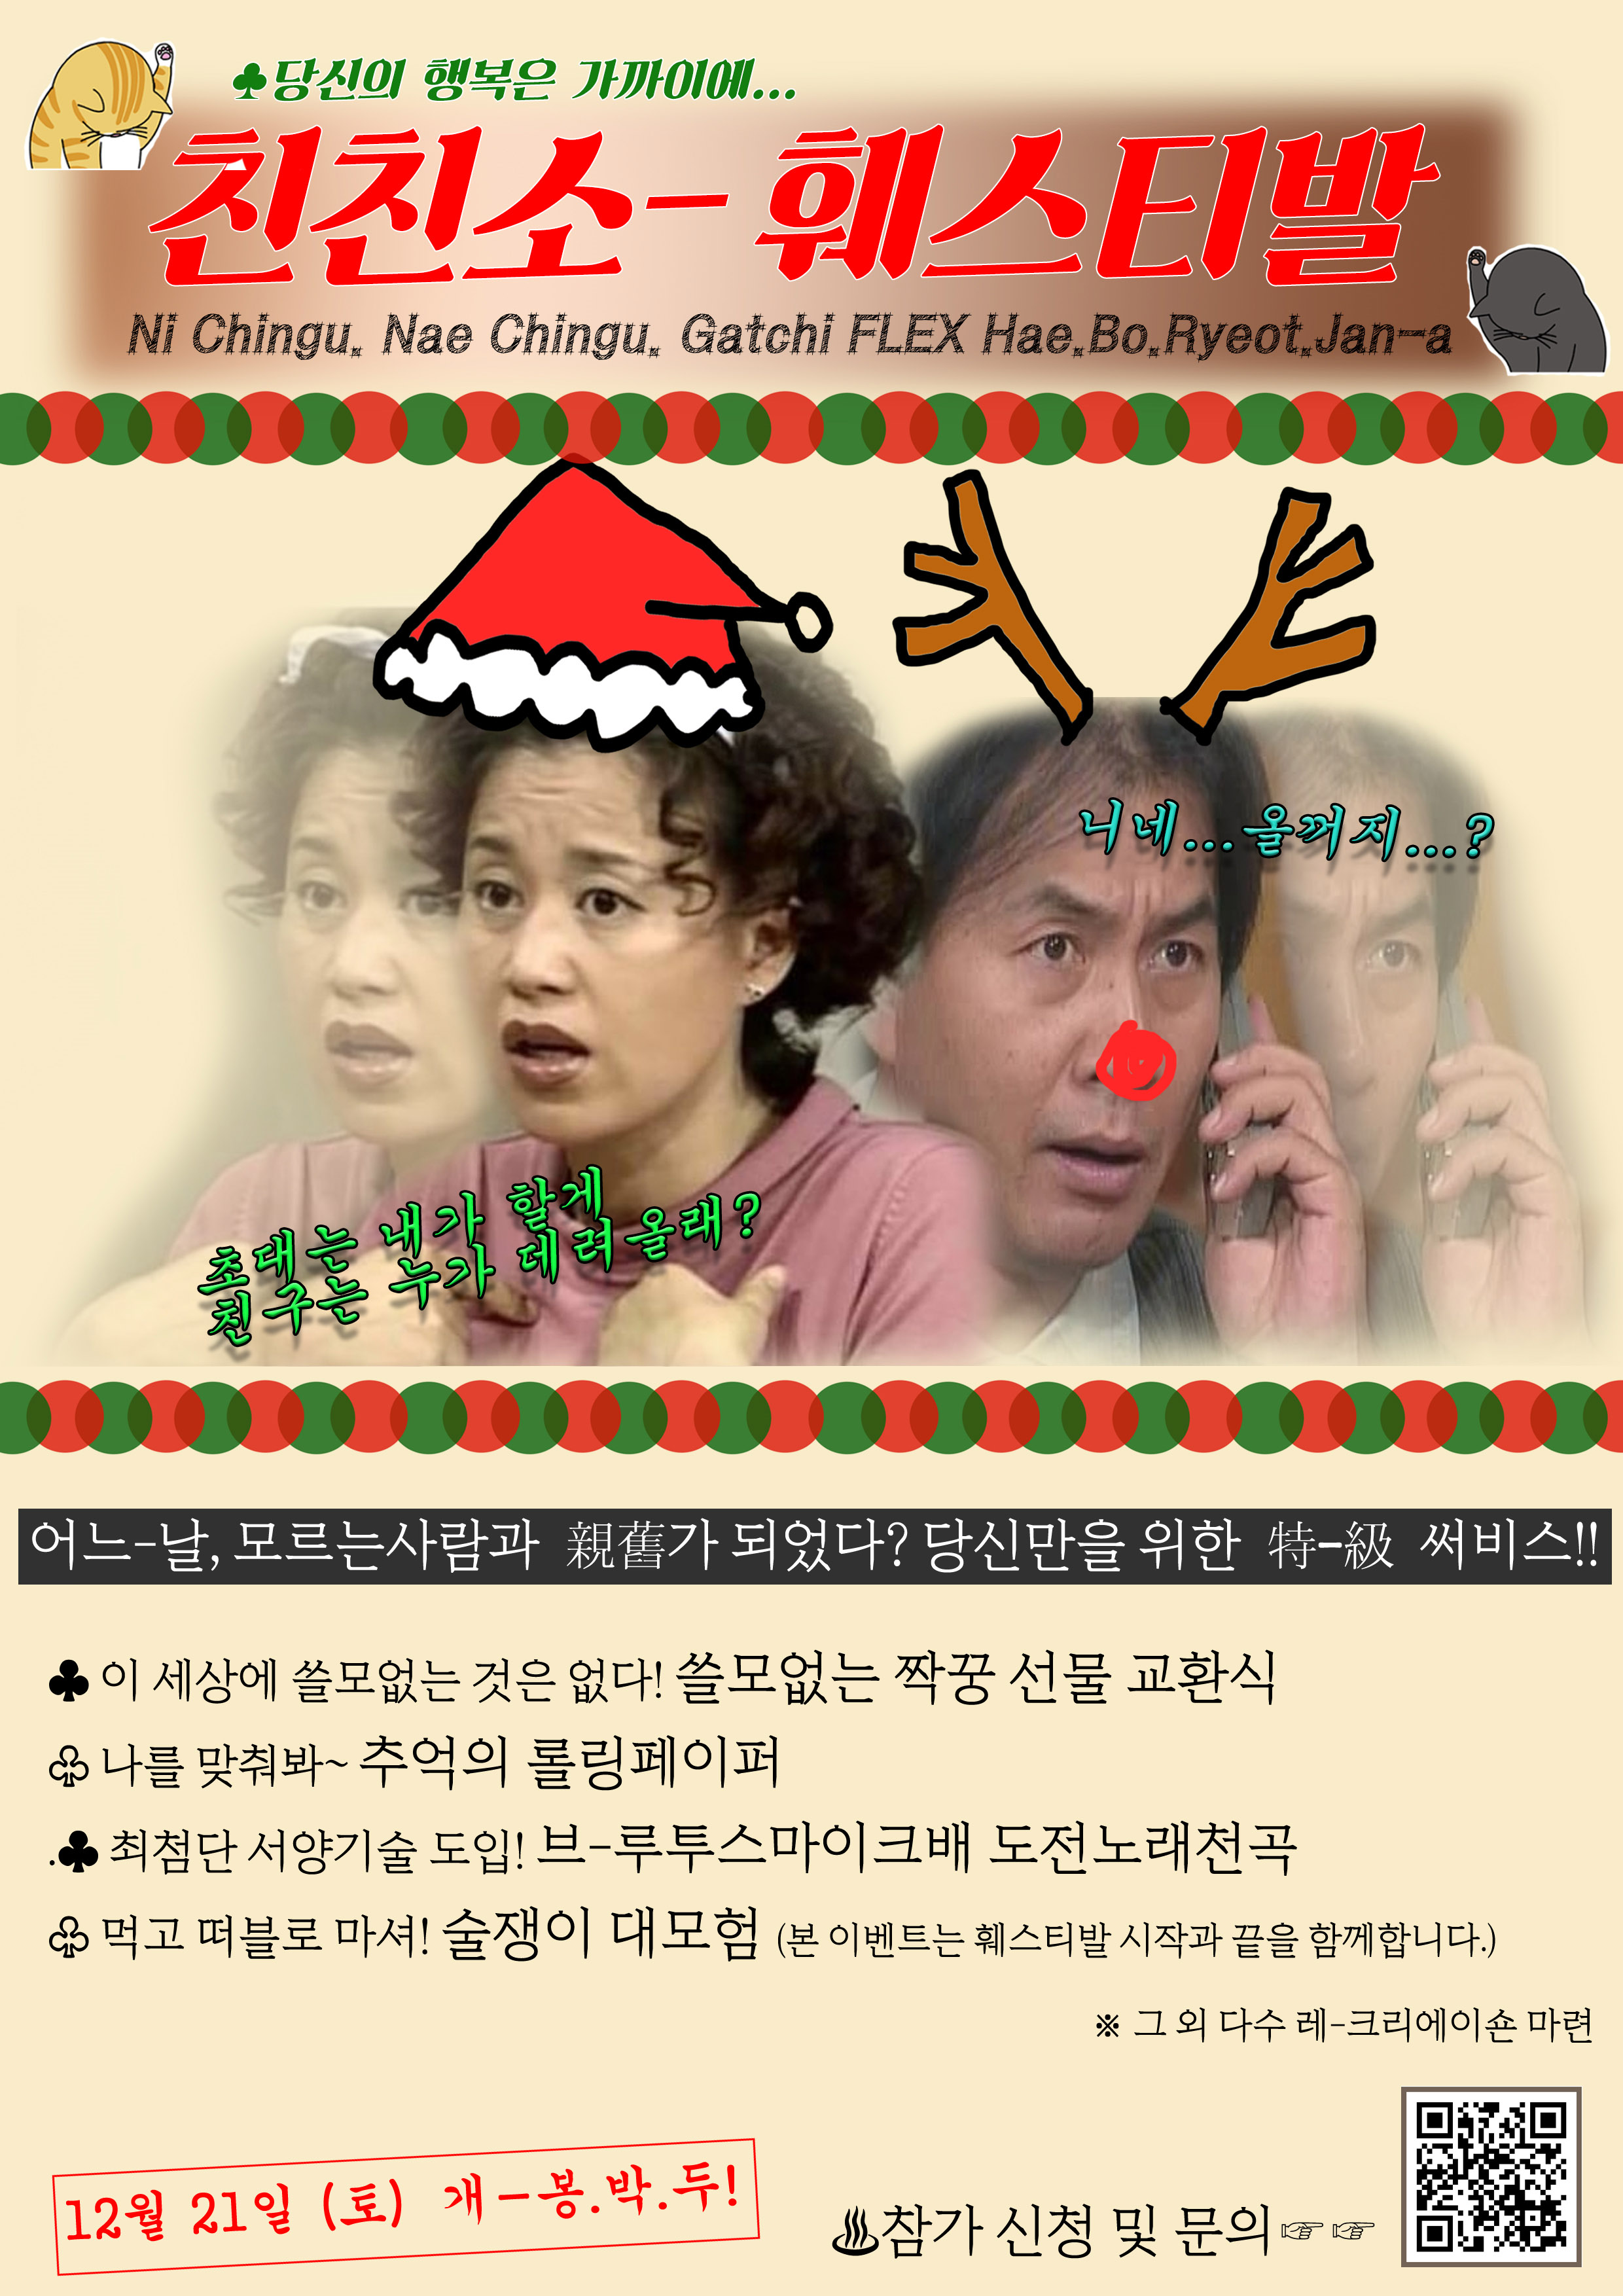 ♣당신의 행복은 가까이에...
친친소-훼스티발
Ni Chingu, Nae Chingu, Gatchi FLEX Hae.Bo.Ryeot.Jan-a
니네...올꺼지...?
초대는 내가 할게
친구는 누가 데려올래?
어느-날, 모르는사람과 親舊가 되었다? 당신만을 위한 特-級 써비스!!
♣ 이 세상에 쓸모없는 것은 없다! 쓸모없는 짝꿍 선물 교환식
♧ 나를 맞춰봐~ 추억의 롤링페이퍼
.♣ 최첨단 서양기술 도입! 브-루투스마이크배 도전노래천곡
♧ 먹고 떠블로 마셔! 술쟁이 대모험 (본 이벤트는 훼스티발 시작과 끝을 함께합니다.)
※ 그 외 다수 레-크리에이숀 마련
12월 21일 (토) 개-봉.박.두!
♨참가 신청 및 문의☞☞